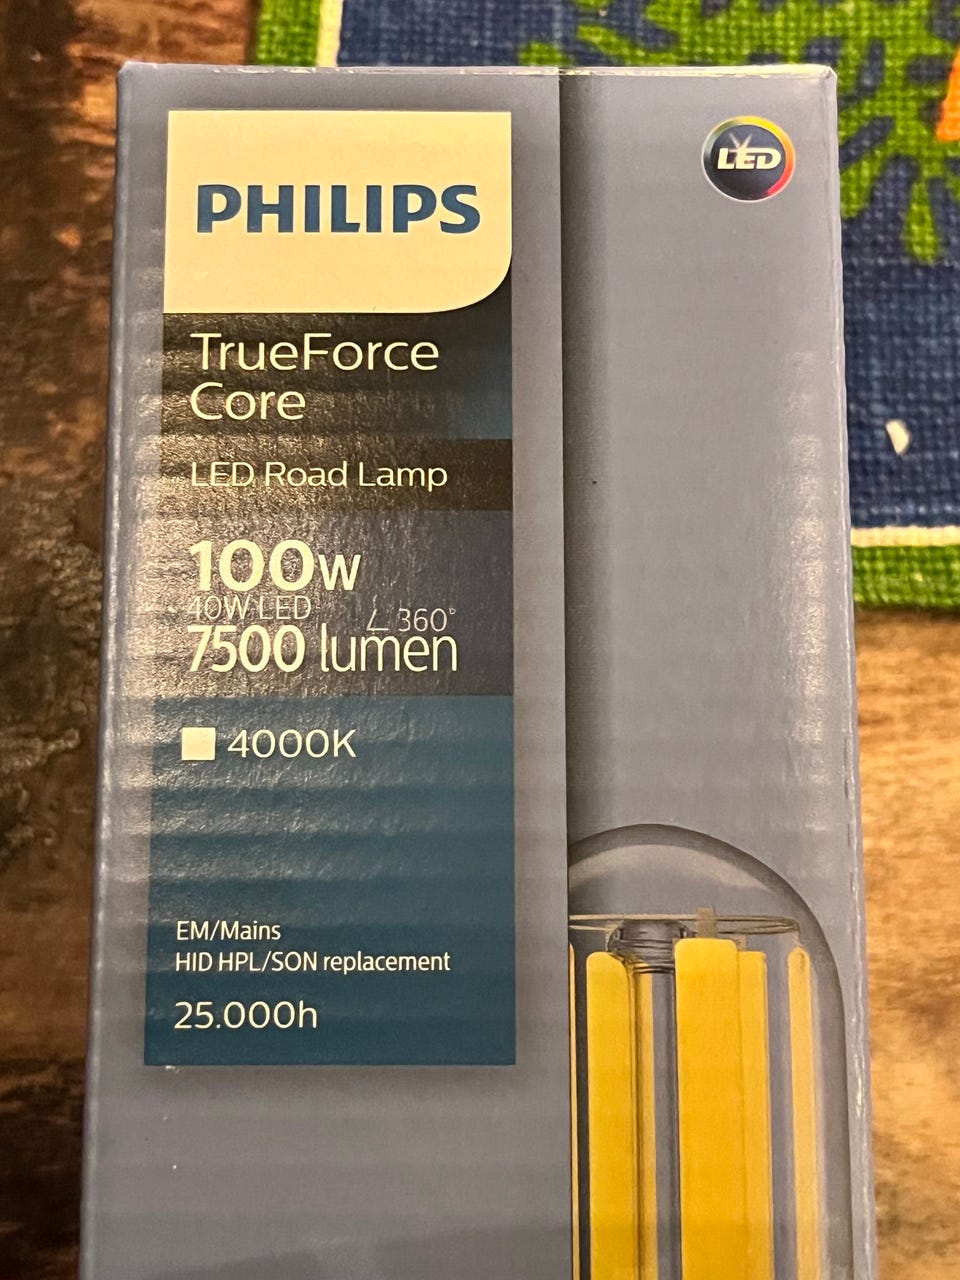 PHILIPS
LED
TrueForce
Core
LED Road Lamp
100W
40W LED ∠ 360°
7500 lumen
4000K
EM/Mains
HID HPL/SON replacement
25.000h